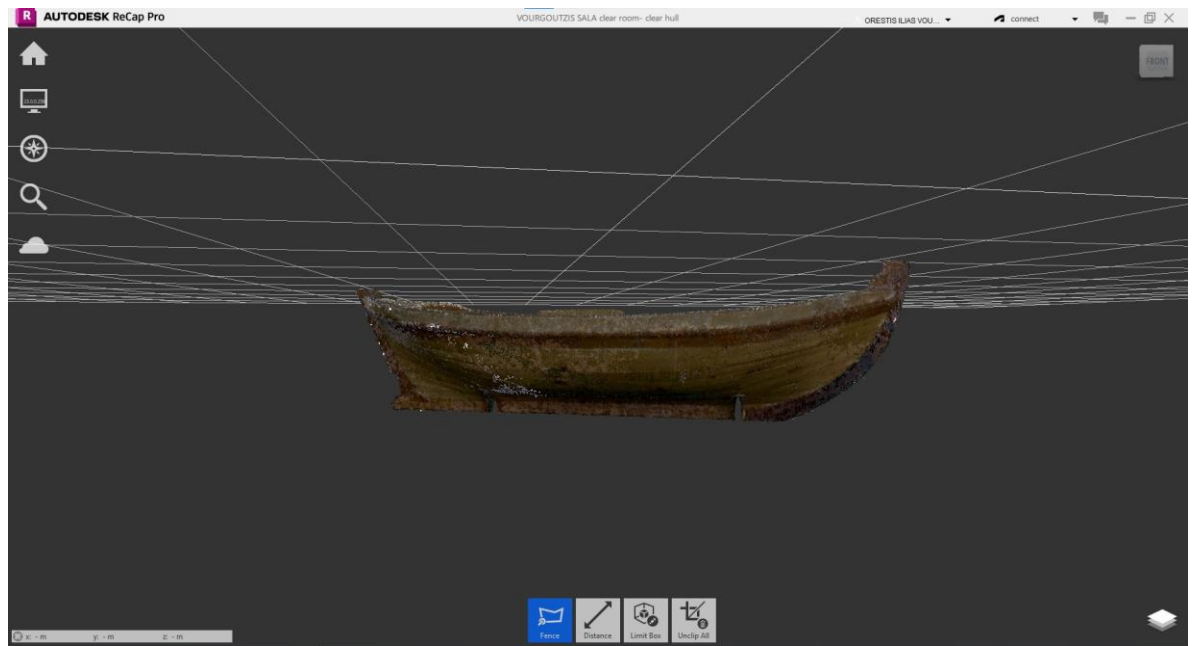 R AUTODESK ReCap Pro
VOURGOUTZIS SALA clear room- clear hull
ORESTIS ILIAS VOU...
connect
FRONT
Fence
Distance
Limit Box
Unclip All
x: - m y: - m z: - m